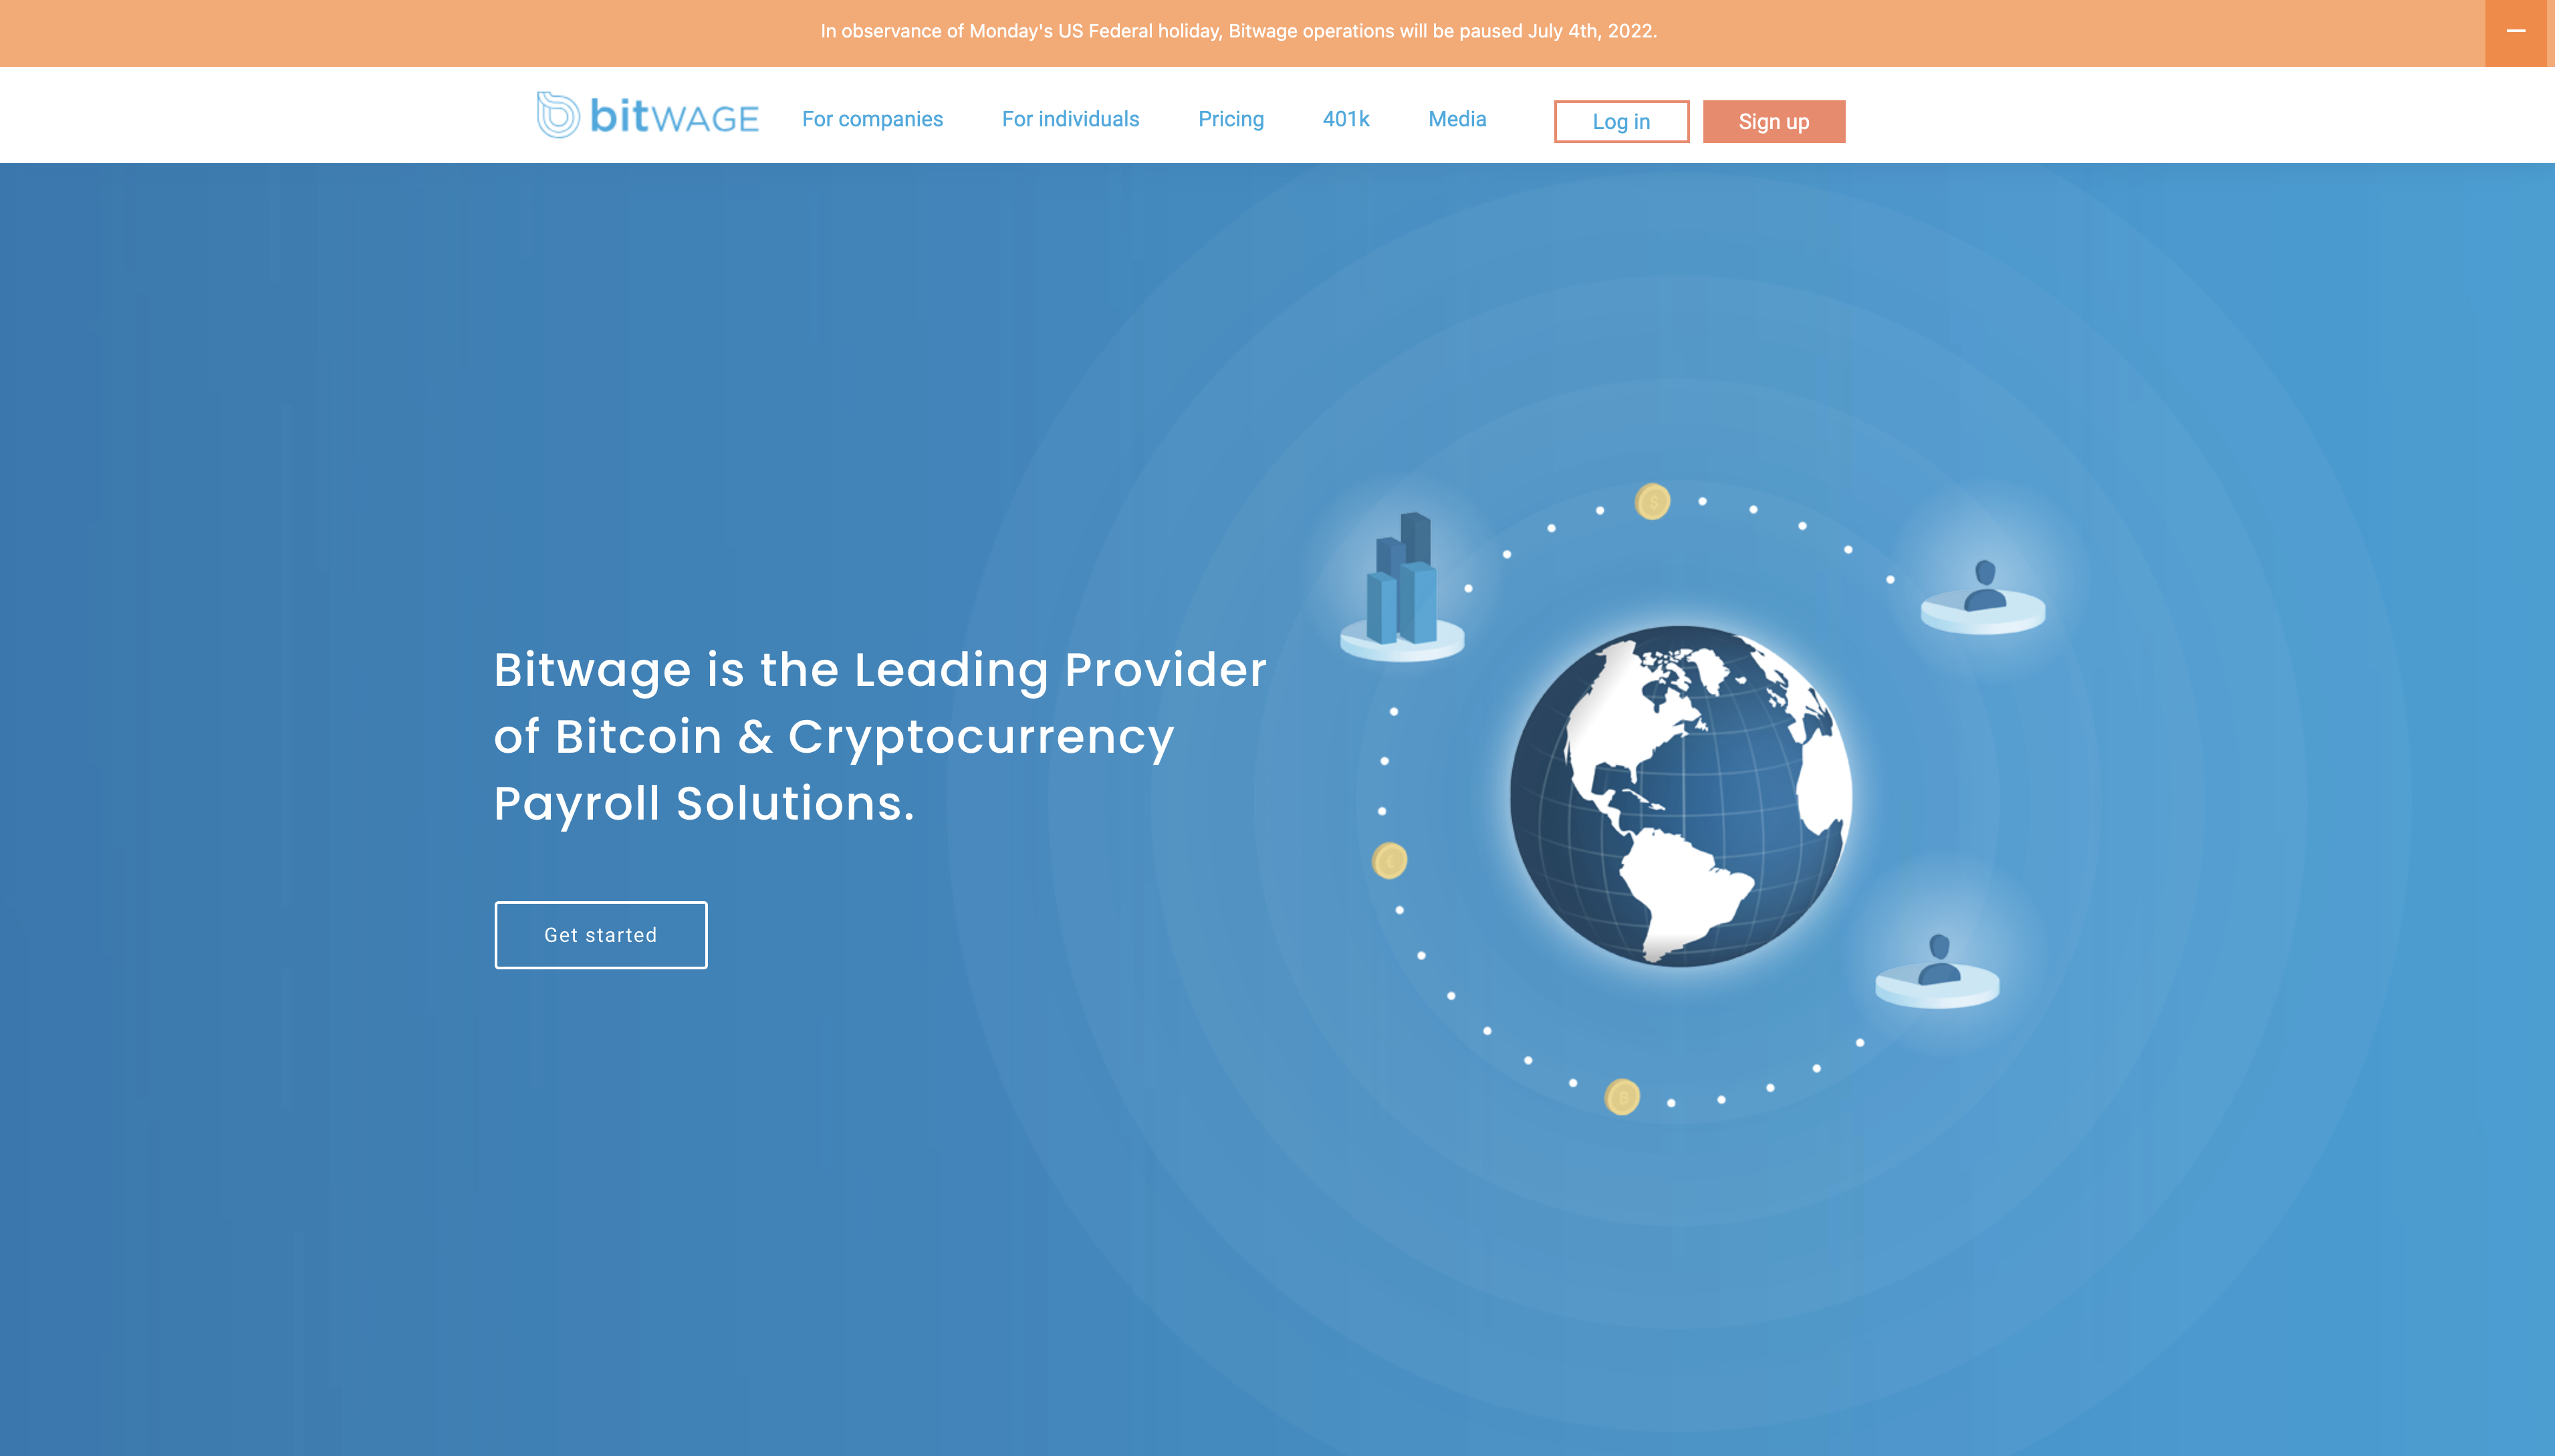 In observance of Monday's US Federal holiday, Bitwage operations will be paused July 4th, 2022.
bitWAGE For companies For individuals Pricing 401k Media Log in Sign up
Bitwage is the Leading Provider
of Bitcoin & Cryptocurrency
Payroll Solutions.
Get started